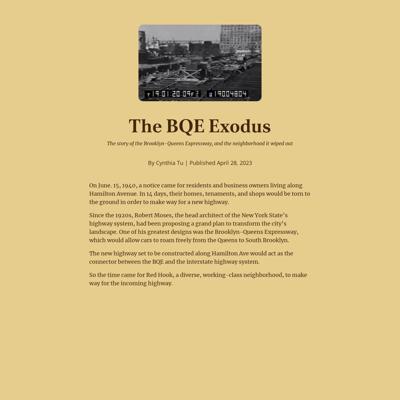 The BQE Exodus
The story of the Brooklyn-Queens Expressway, and the neighborhood it wiped out
By Cynthia Tu | Published April 28, 2023
On June. 15, 1940, a notice came for residents and business owners living along
Hamilton Avenue. In 14 days, their homes, tenaments, and shops would be torn to
the ground in order to make way for a new highway.
Since the 1920s, Robert Moses, the head architect of the New York State's
highway system, had been proposing a grand plan to transform the city's
landscape. One of his greatest designs was the Brooklyn-Queens Expressway,
which would allow cars to roam freely from the Queens to South Brooklyn.
The new highway set to be constructed along Hamilton Ave would act as the
connector between the BQE and the interstate highway system.
So the time came for Red Hook, a diverse, working-class neighborhood, to make
way for the incoming highway.